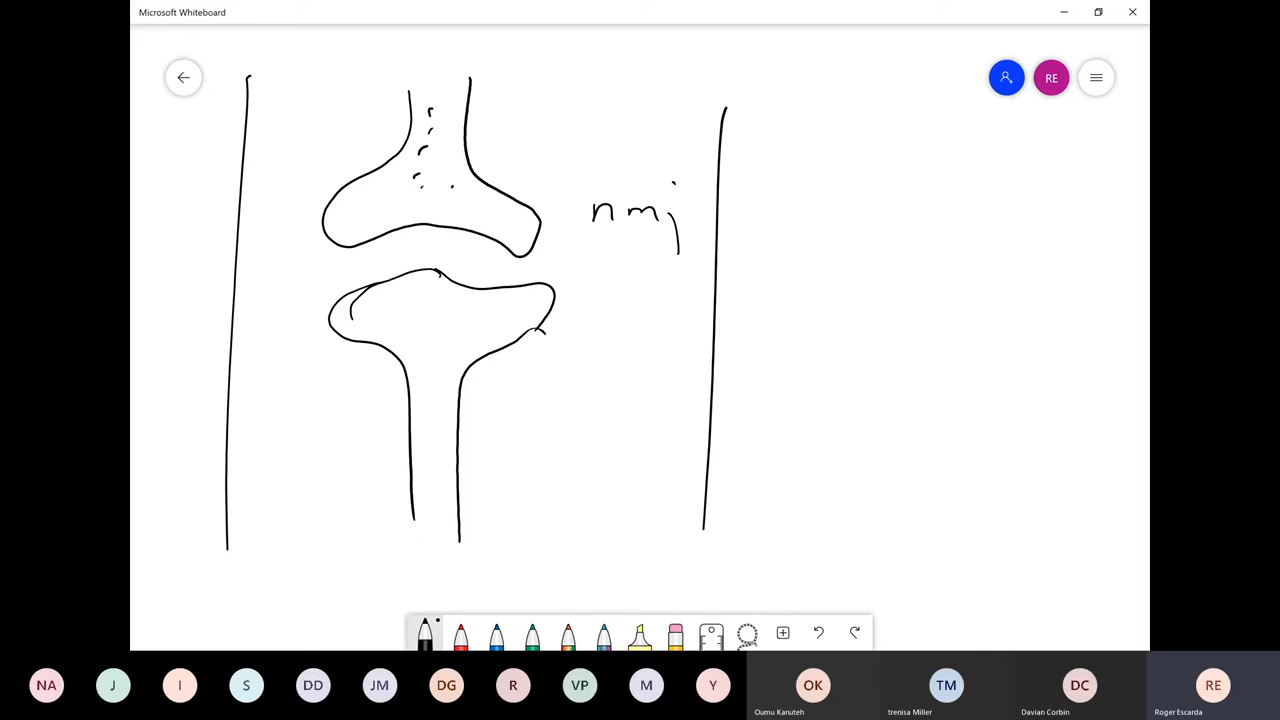 Microsoft Whiteboard
RE
nmj
NA
J
I
S
DD
JM
DG
R
VP
M
Y
OK
TM
DC
RE
Oumu Kanuteh
trenisa Miller
Davian Corbin
Roger Escarda